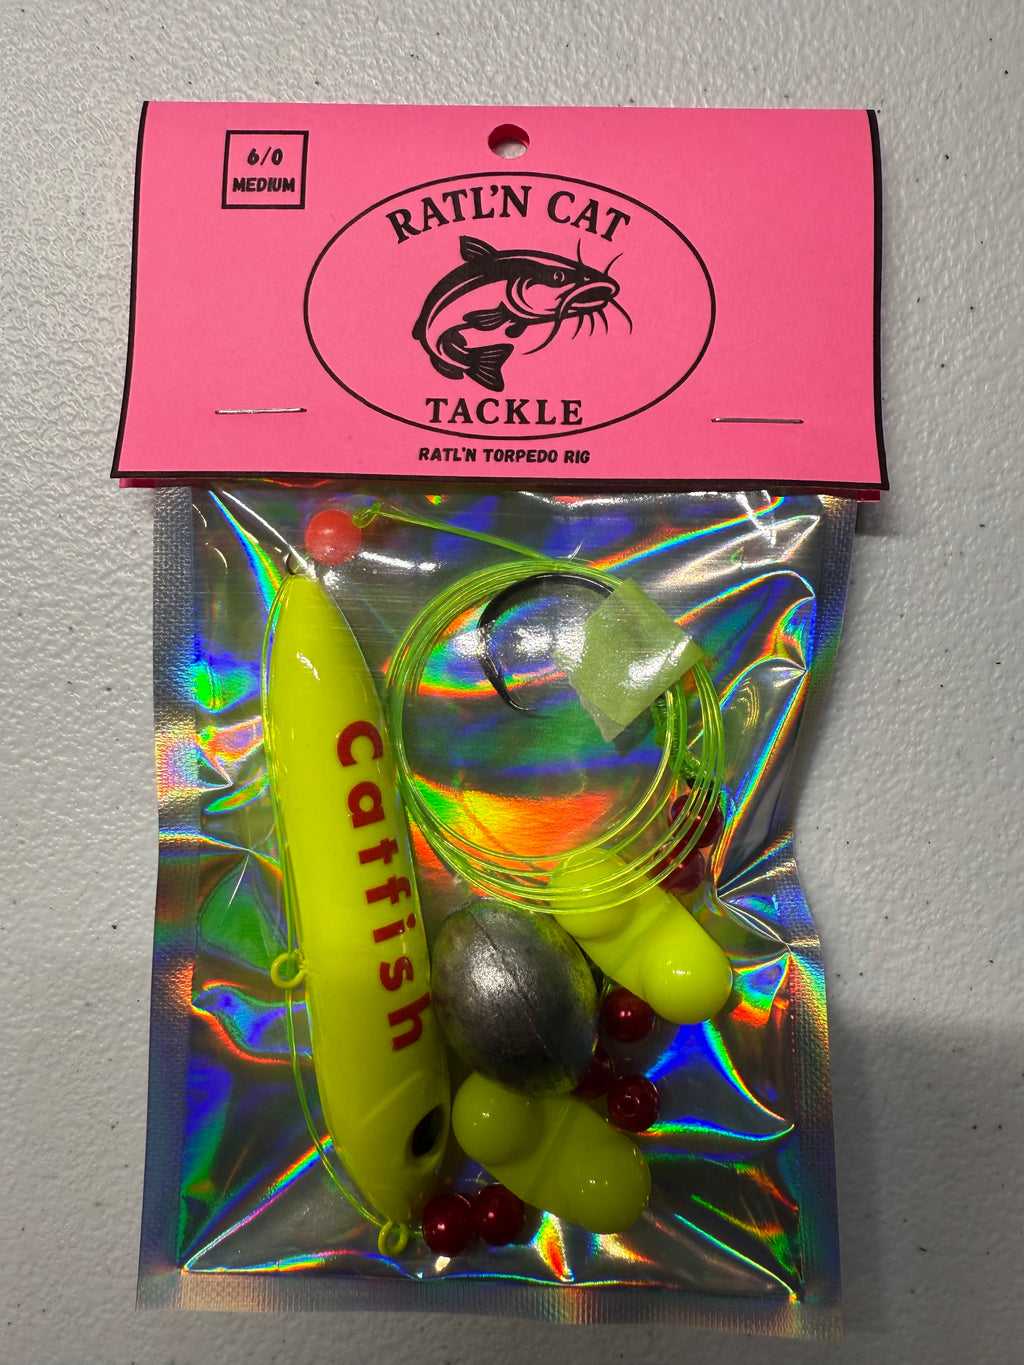 6/0
MEDIUM
RATL'N CAT
TACKLE
RATL'N TORPEDO RIG
Catfish